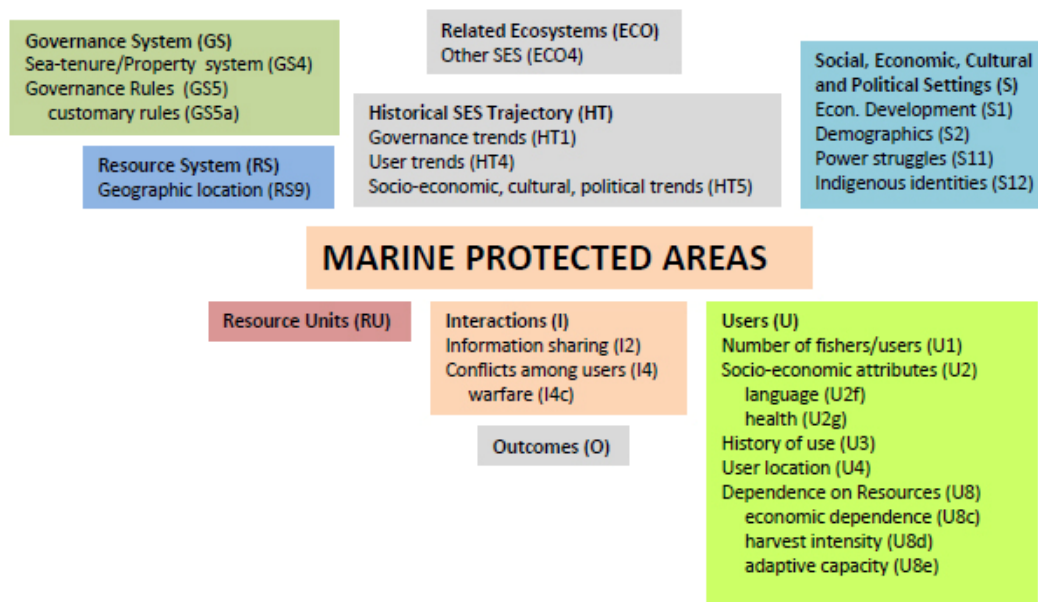 Governance System (GS)
Sea-tenure/Property system (GS4)
Governance Rules (GS5)
customary rules (GS5a)
Related Ecosystems (ECO)
Other SES (ECO4)
Social, Economic, Cultural
and Political Settings (S)
Econ. Development (S1)
Demographics (S2)
Power struggles (S11)
Indigenous identities (S12)
Resource System (RS)
Geographic location (RS9)
Historical SES Trajectory (HT)
Governance trends (HT1)
User trends (HT4)
Socio-economic, cultural, political trends (HT5)
MARINE PROTECTED AREAS
Resource Units (RU)
Interactions (I)
Information sharing (I2)
Conflicts among users (I4)
warfare (I4c)
Outcomes (O)
Users (U)
Number of fishers/users (U1)
Socio-economic attributes (U2)
language (U2f)
health (U2g)
History of use (U3)
User location (U4)
Dependence on Resources (U8)
economic dependence (U8c)
harvest intensity (U8d)
adaptive capacity (U8e)